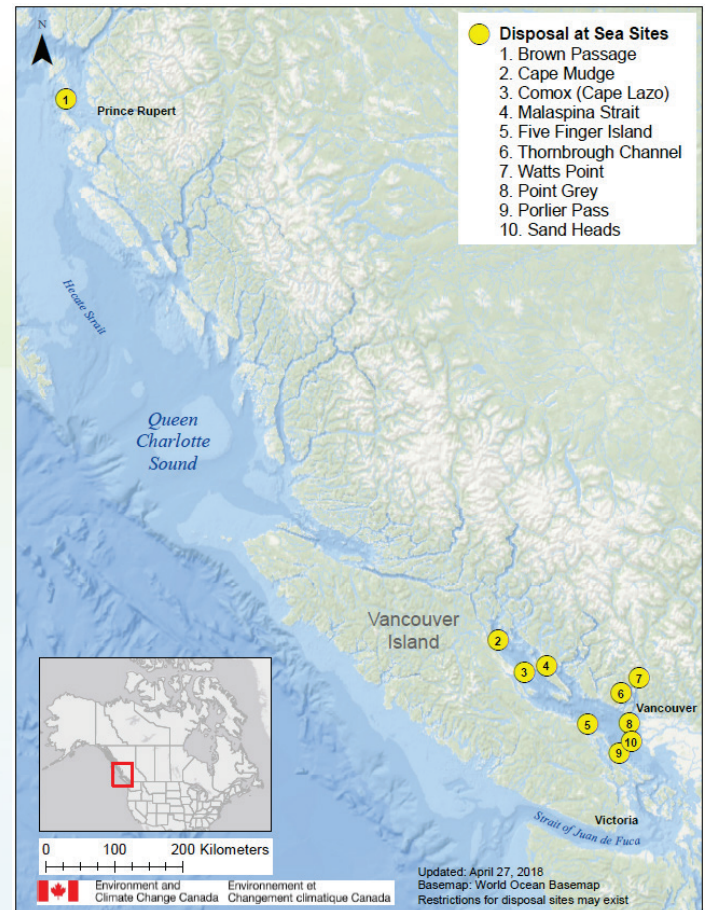 N
Disposal at Sea Sites
1. Brown Passage
2. Cape Mudge
3. Comox (Cape Lazo)
4. Malaspina Strait
5. Five Finger Island
6. Thornbrough Channel
7. Watts Point
8. Point Grey
9. Porlier Pass
10. Sand Heads
1
Prince Rupert
Hecate Strait
Queen
Charlotte
Sound
Vancouver
Island
2
3
4
7
6
Vancouver
5
8
10
9
Victoria
Strait of Juan de Fuca
0 100 200 Kilometers
Environment and
Climate Change Canada
Environnement et
Changement climatique Canada
Updated: April 27, 2018
Basemap: World Ocean Basemap
Restrictions for disposal sites may exist